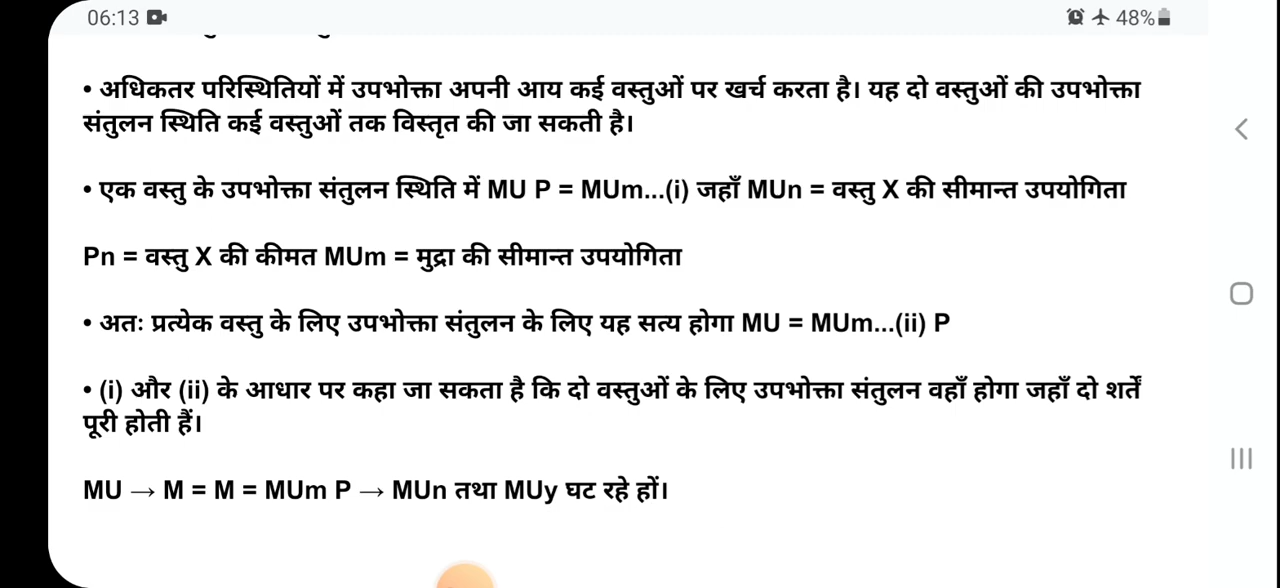 06:13
48%
• अधिकतर परिस्थितियों में उपभोक्ता अपनी आय कई वस्तुओं पर खर्च करता है। यह दो वस्तुओं की उपभोक्ता
संतुलन स्थिति कई वस्तुओं तक विस्तृत की जा सकती है।
• एक वस्तु के उपभोक्ता संतुलन स्थिति में MU P = MUm...(i) जहाँ MUn = वस्तु X की सीमान्त उपयोगिता
Pn = वस्तु X की कीमत MUm = मुद्रा की सीमान्त उपयोगिता
• अतः प्रत्येक वस्तु के लिए उपभोक्ता संतुलन के लिए यह सत्य होगा MU = MUm...(ii) P
• (i) और (ii) के आधार पर कहा जा सकता है कि दो वस्तुओं के लिए उपभोक्ता संतुलन वहाँ होगा जहाँ दो शर्तें
पूरी होती हैं।
MU → M = M = MUm P → MUn तथा MUy घट रहे हों।